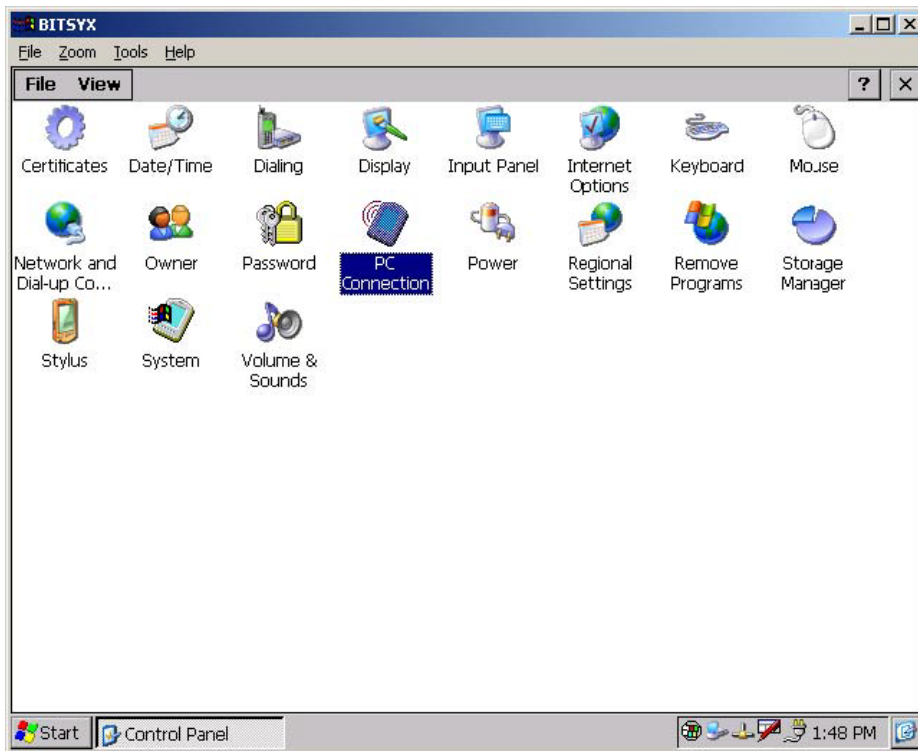 BITSYX
File Zoom Tools Help
File View ? ×
Certificates Date/Time Dialing Display Input Panel Internet Options Keyboard Mouse
Network and Dial-up Co... Owner Password PC Connection Power Regional Settings Remove Programs Storage Manager
Stylus System Volume & Sounds
Start Control Panel 1:48 PM